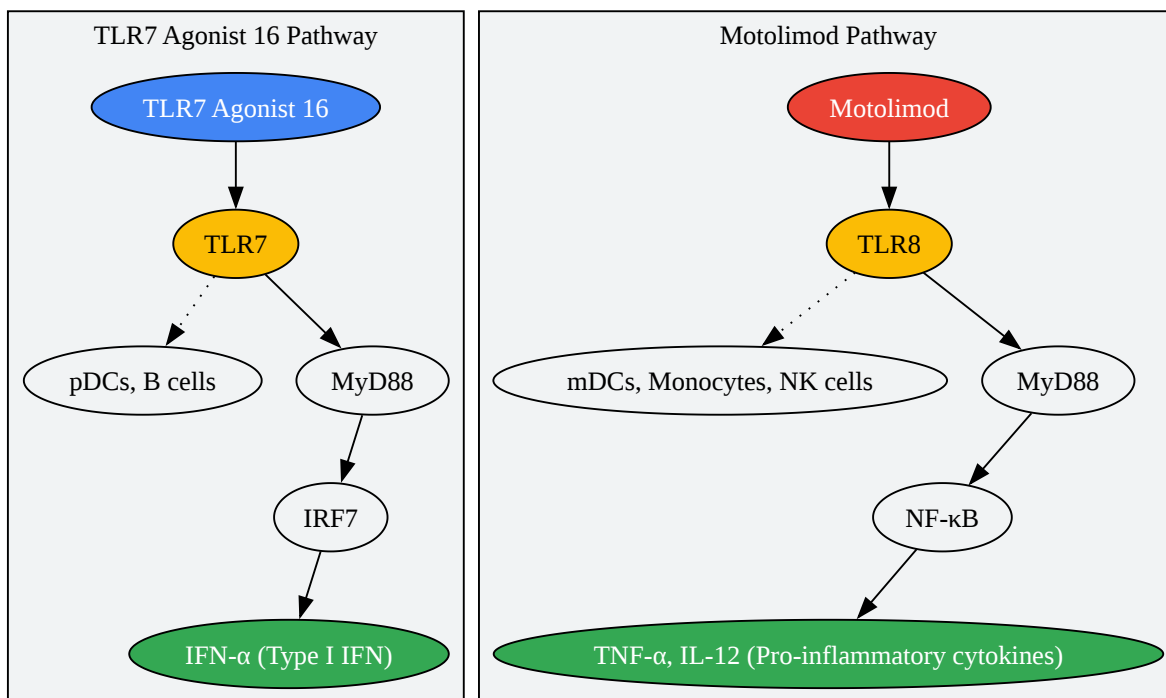 TLR7 Agonist 16 Pathway
TLR7 Agonist 16
TLR7
pDCs, B cells
MyD88
IRF7
IFN-α (Type I IFN)
Motolimod Pathway
Motolimod
TLR8
mDCs, Monocytes, NK cells
MyD88
NF-κB
TNF-α, IL-12 (Pro-inflammatory cytokines)